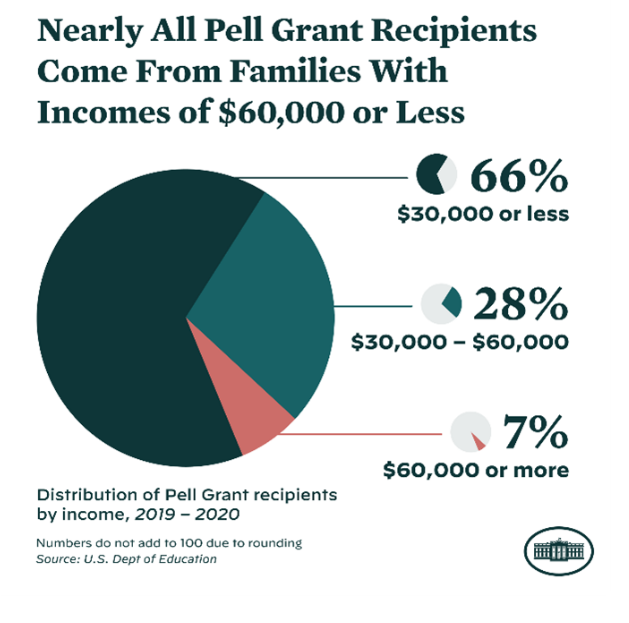 Nearly All Pell Grant Recipients
Come From Families With
Incomes of $60,000 or Less
66%
$30,000 or less
28%
$30,000 – $60,000
7%
$60,000 or more
Distribution of Pell Grant recipients
by income, 2019 – 2020
Numbers do not add to 100 due to rounding
Source: U.S. Dept of Education